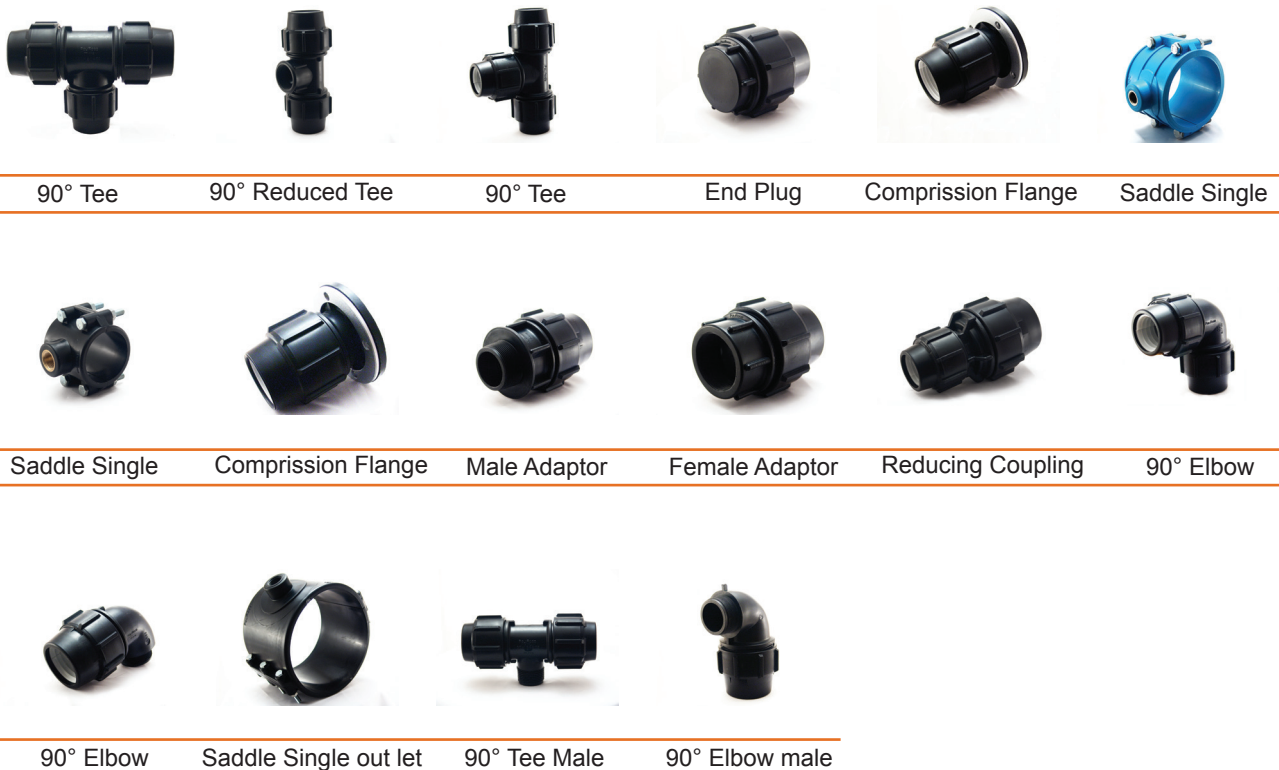 90° Tee 90° Reduced Tee 90° Tee End Plug Comprission Flange Saddle Single
Saddle Single Comprission Flange Male Adaptor Female Adaptor Reducing Coupling 90° Elbow
90° Elbow Saddle Single out let 90° Tee Male 90° Elbow male